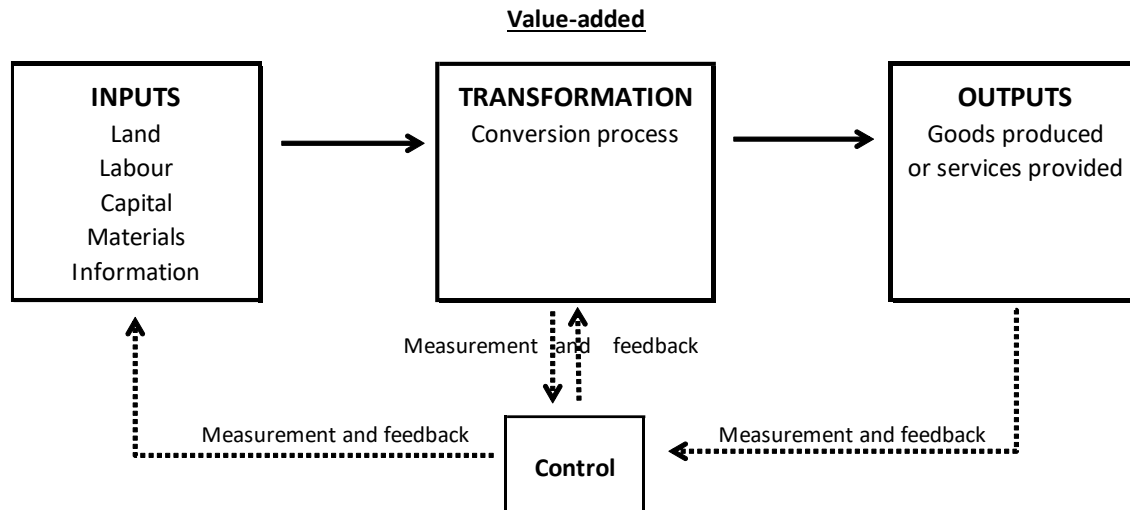 Value-added
INPUTS
Land
Labour
Capital
Materials
Information
TRANSFORMATION
Conversion process
OUTPUTS
Goods produced
or services provided
Measurement and feedback
Measurement and feedback
Control
Measurement and feedback